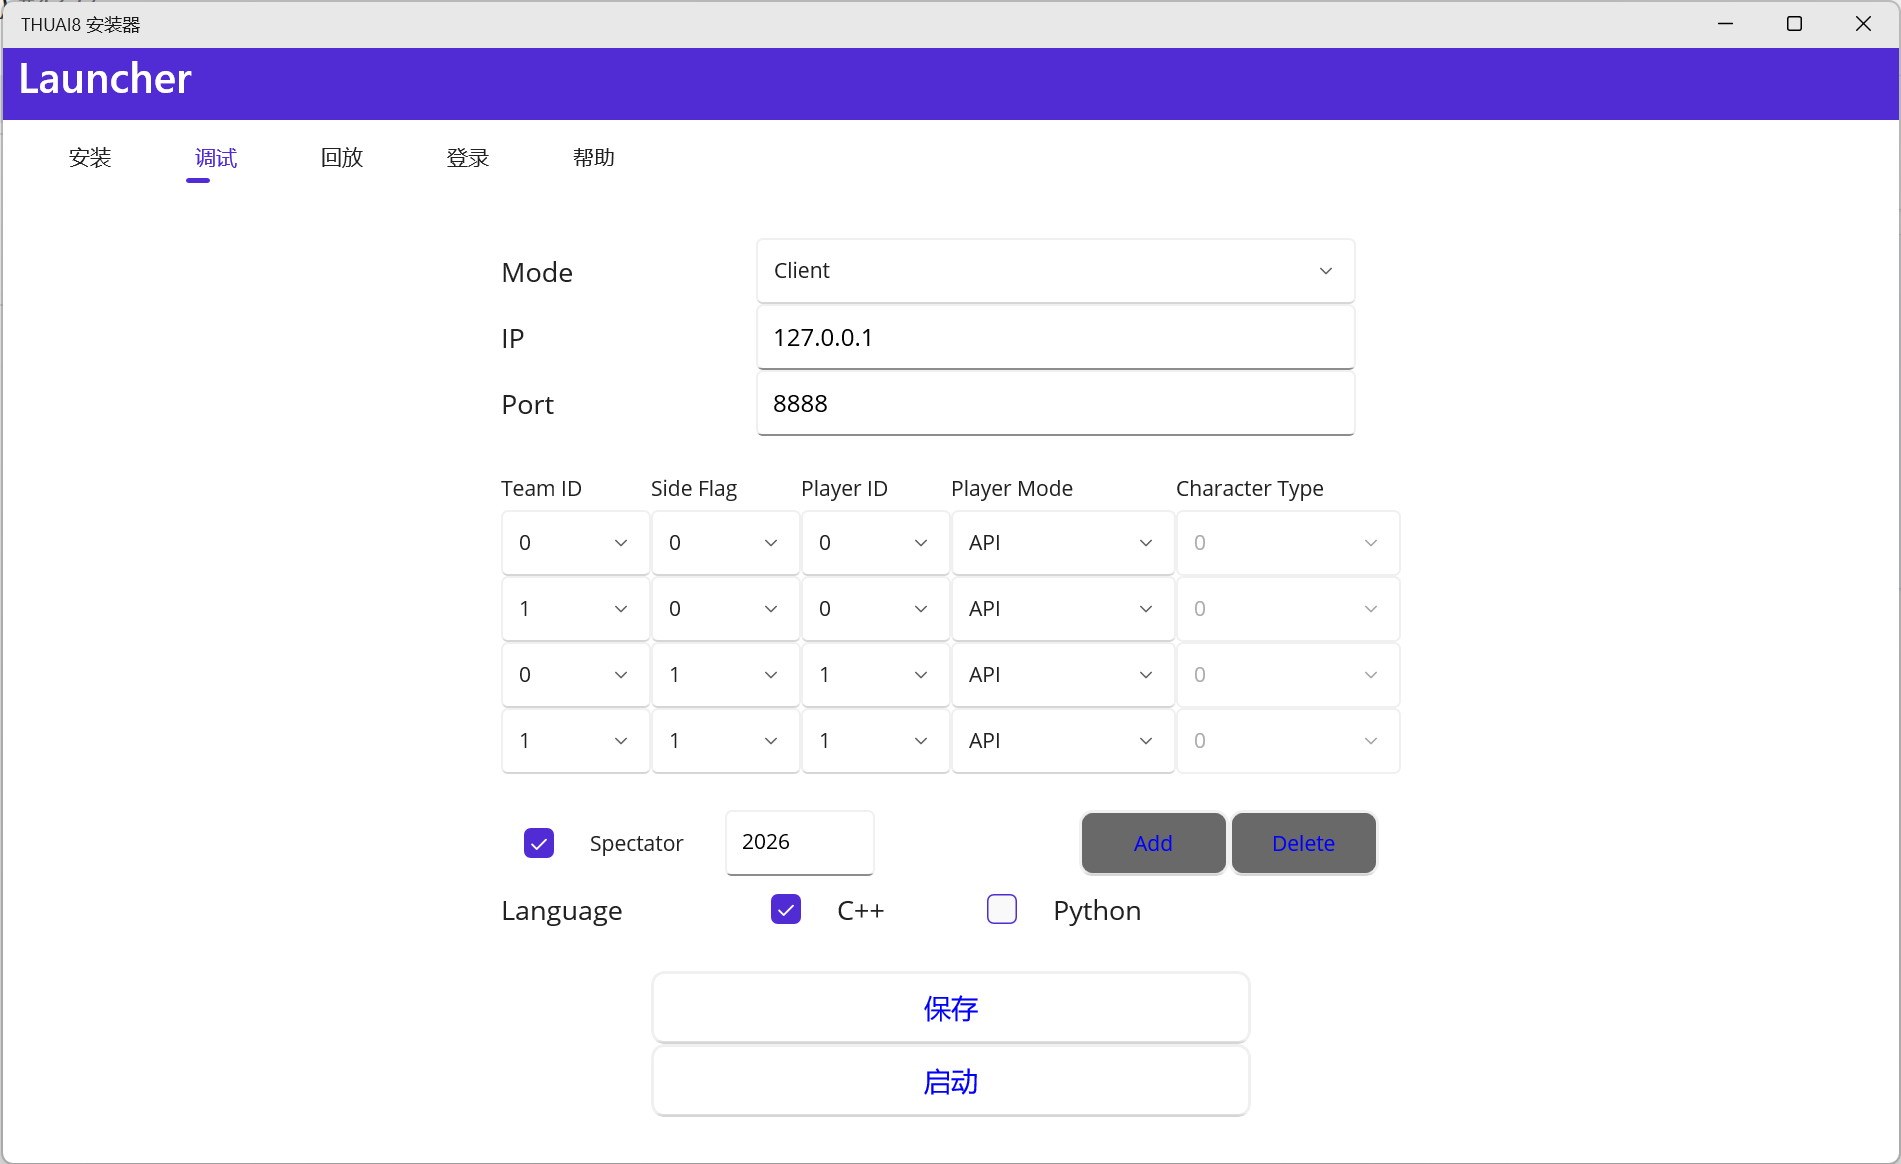 THUAI8 安装器
Launcher
安装 调试 回放 登录 帮助
Mode Client
IP 127.0.0.1
Port 8888
Team ID Side Flag Player ID Player Mode Character Type
0 0 0 API 0
1 0 0 API 0
0 1 1 API 0
1 1 1 API 0
Spectator 2026 Add Delete
Language C++ Python
保存
启动